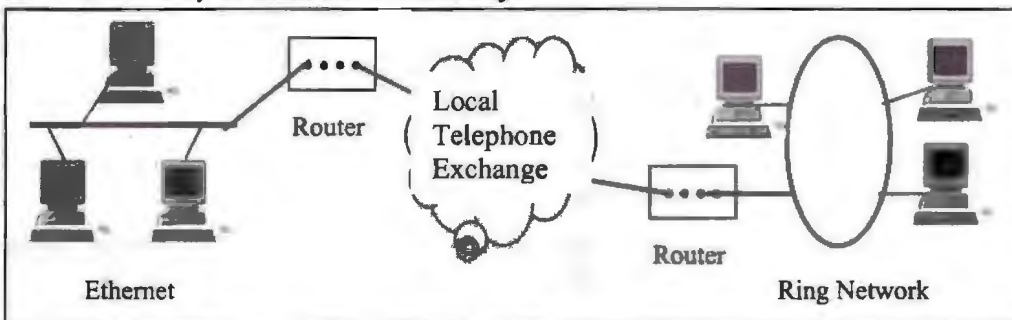 Router
Local
Telephone
Exchange
Router
Ethernet
Ring Network